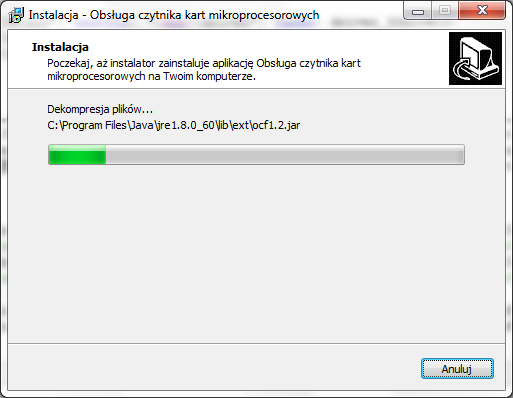 Instalacja - Obsługa czytnika kart mikroprocesorowych
Instalacja
Poczekaj, aż instalator zainstaluje aplikację Obsługa czytnika kart
mikroprocesorowych na Twoim komputerze.
Dekompresja plików...
C:\Program Files\Java\jre1.8.0_60\lib\ext\ocf1.2.jar
Anuluj